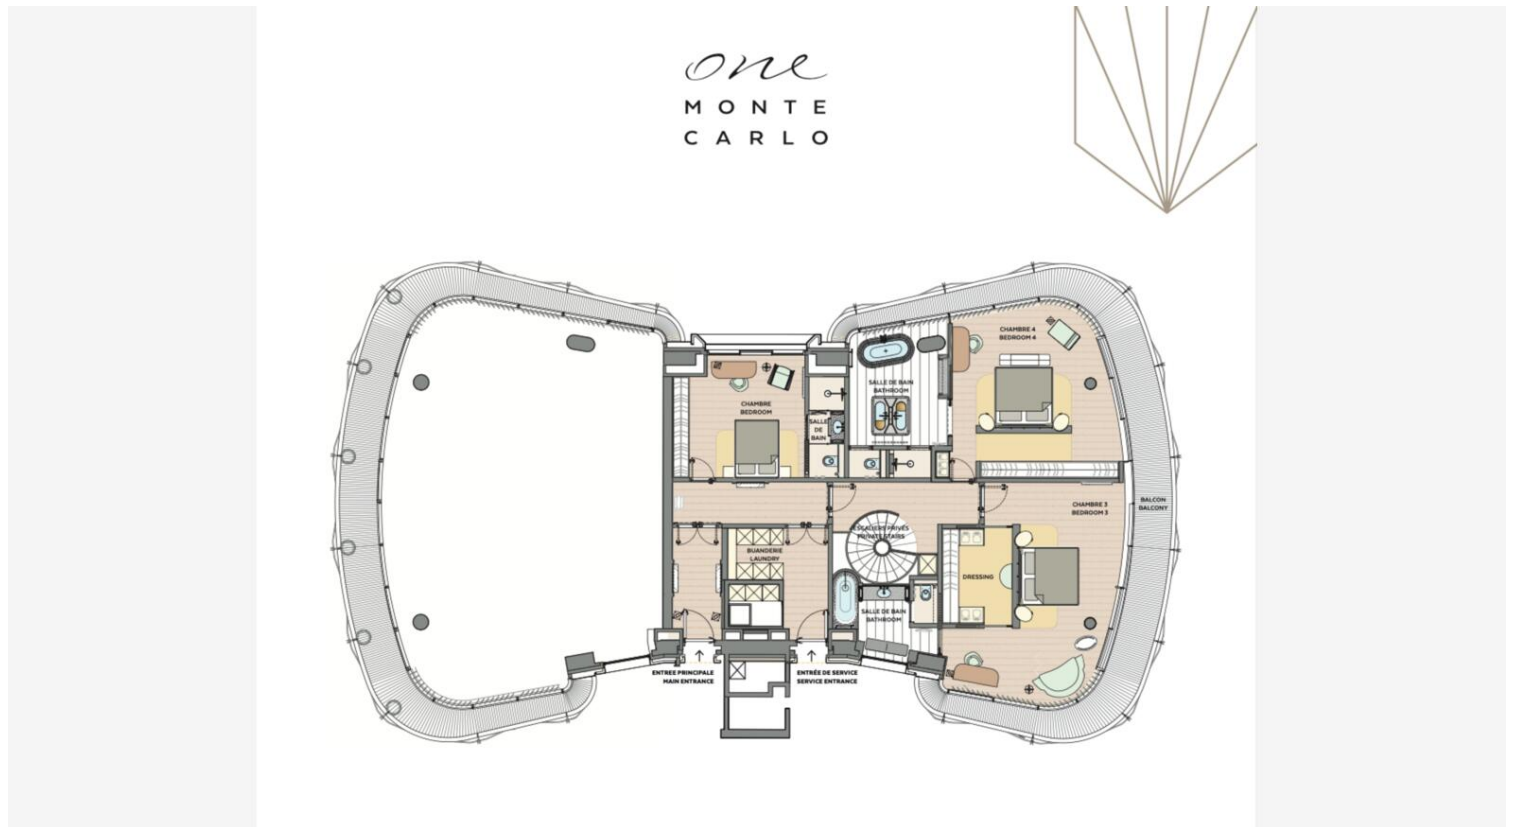 one
MONTE
CARLO
CHAMBRE 4
BEDROOM 4
SALLE DE BAIN
BATHROOM
CHAMBRE
BEDROOM
SALLE
DE
BAIN
BALCON
BALCONY
CHAMBRE 3
BEDROOM 3
ESCALIERS PRIVÉS
PRIVATE STAIRS
BUANDERIE
LAUNDRY
DRESSING
SALLE DE BAIN
BATHROOM
ENTREE PRINCIPALE
MAIN ENTRANCE
ENTRÉE DE SERVICE
SERVICE ENTRANCE